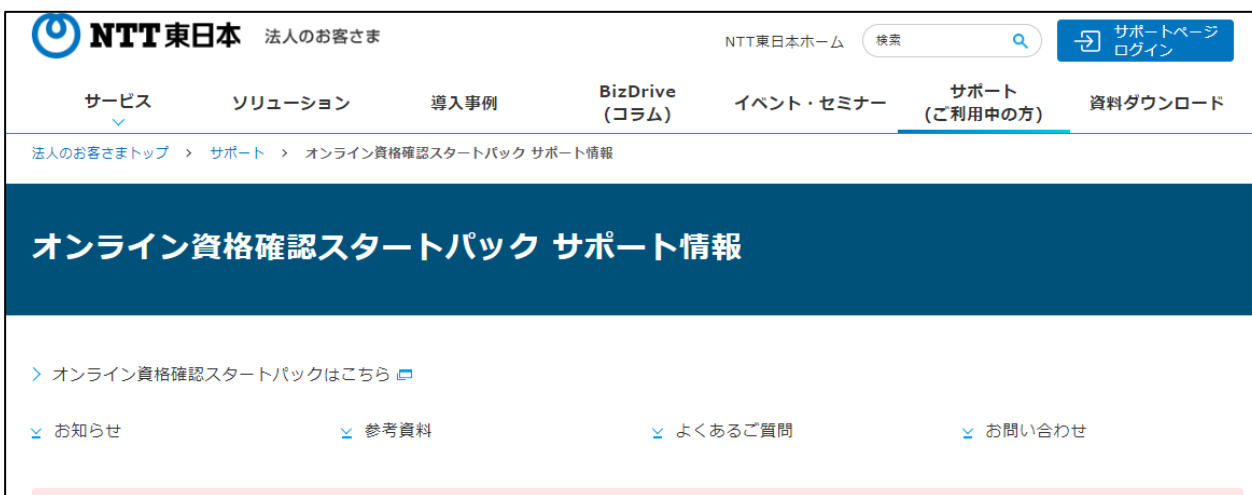 NTT東日本 法人のお客さま
NTT東日本ホーム 検索 サポートページ
ログイン
サービス ソリューション 導入事例 BizDrive
(コラム) イベント・セミナー サポート
(ご利用中の方) 資料ダウンロード
法人のお客さまトップ > サポート > オンライン資格確認スタートパック サポート情報
オンライン資格確認スタートパック サポート情報
オンライン資格確認スタートパックはこちら
お知らせ 参考資料 よくあるご質問 お問い合わせ